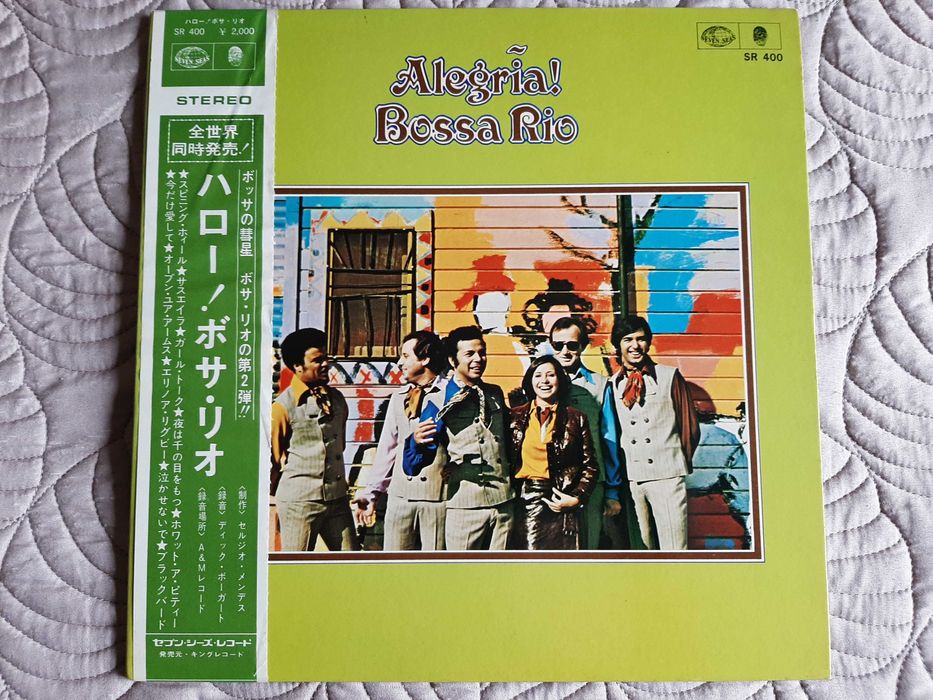 ハロー!ボサ・リオ
SR 400 ¥ 2,000
SEVEN SEAS
STEREO
全世界
同時発売!
ボッサの彗星 ボサ・リオの第2弾!!
ハロー!ボサ・リオ
★スピニング・ホィール★サスエイラ★ガール・トーク★夜は千の目をもつ★ホワット・ア・ピティー
★今だけ愛して★オープン・ユア・アームス★エリノア・リグビー★泣かせないで★ブラックバード
〈制作〉セルジオ・メンデス
〈録音〉ディック・ボーガート
〈録音場所〉A&Mレコード
セブン・シーズ・レコード
発売元・キングレコード
Alegriã!
Bossa Rio
SEVEN SEAS
SR 400